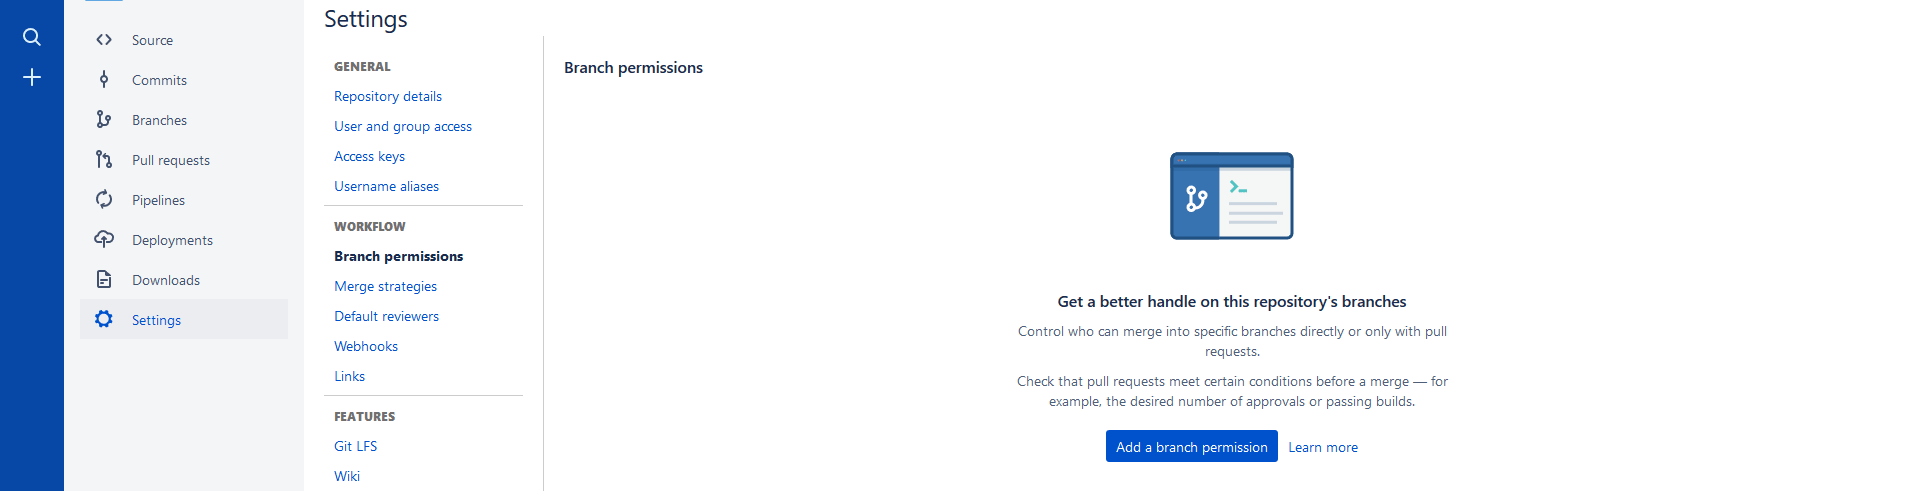 Source
Commits
Branches
Pull requests
Pipelines
Deployments
Downloads
Settings
Settings
GENERAL
Repository details
User and group access
Access keys
Username aliases
WORKFLOW
Branch permissions
Merge strategies
Default reviewers
Webhooks
Links
FEATURES
Git LFS
Wiki
Branch permissions
Get a better handle on this repository's branches
Control who can merge into specific branches directly or only with pull
requests.
Check that pull requests meet certain conditions before a merge — for
example, the desired number of approvals or passing builds.
Add a branch permission Learn more